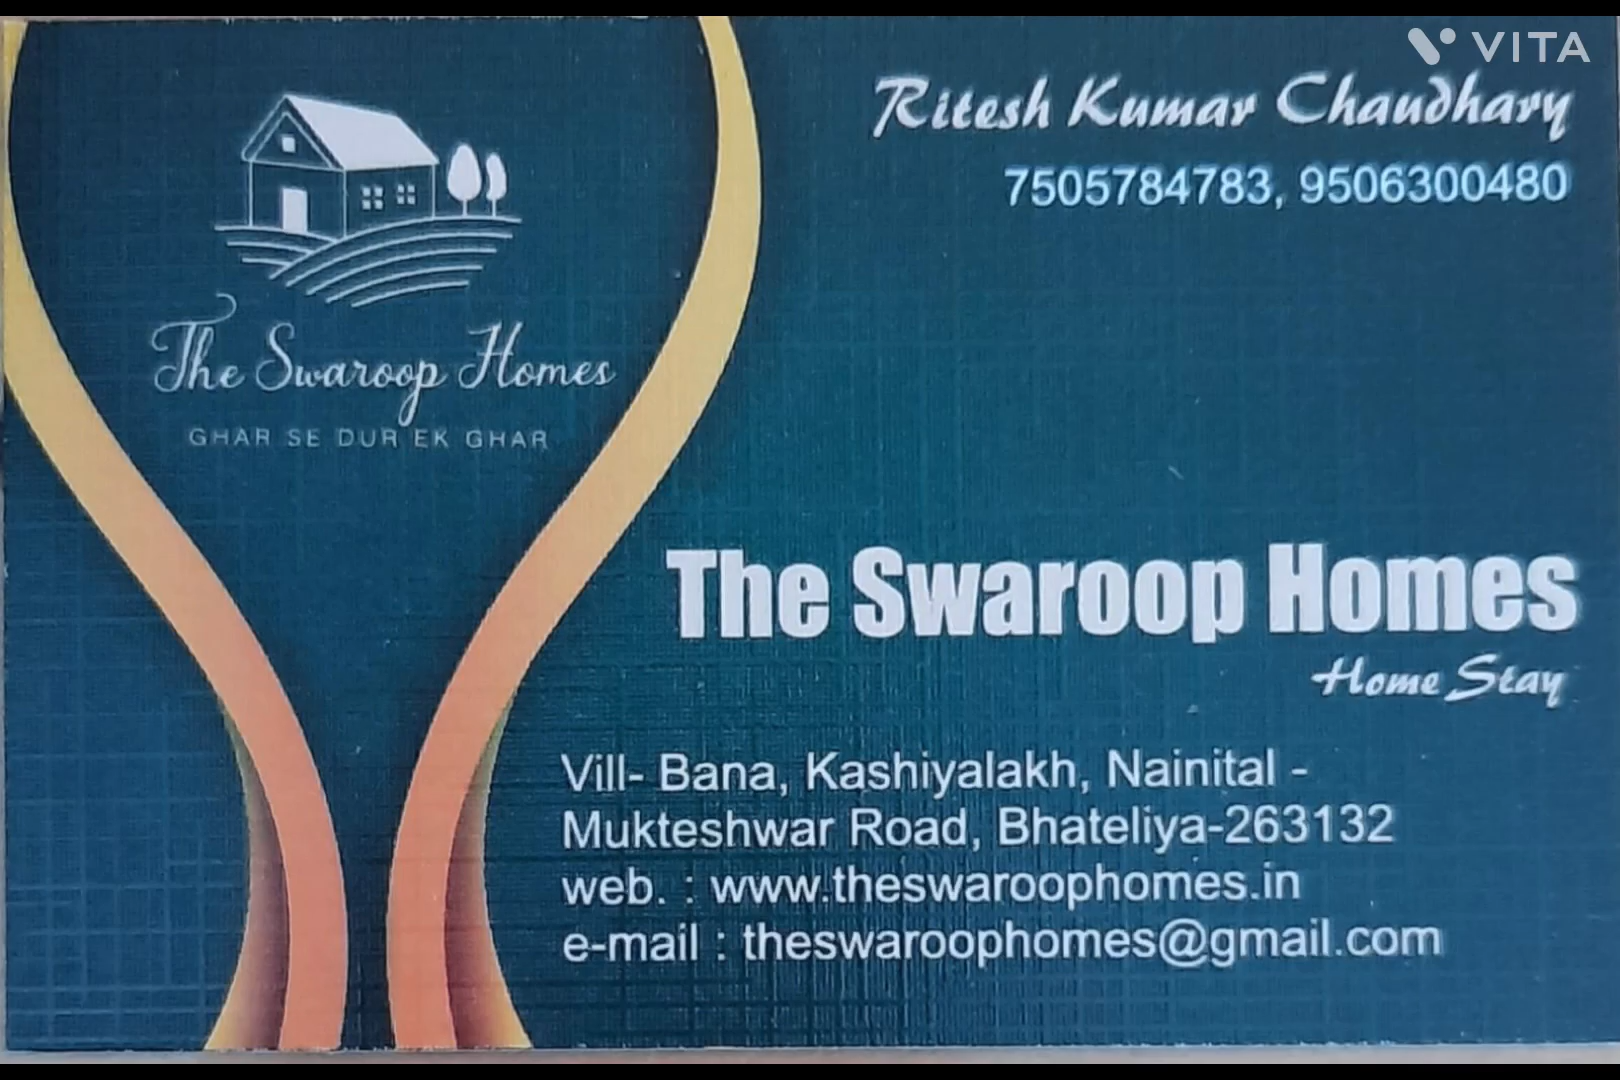 VITA
Ritesh Kumar Chaudhary
7505784783, 9506300480
The Swaroop Homes
GHAR SE DUR EK GHAR
The Swaroop Homes
Home Stay
Vill- Bana, Kashiyalakh, Nainital -
Mukteshwar Road, Bhateliya-263132
web. : www.theswaroophomes.in
e-mail : theswaroophomes@gmail.com